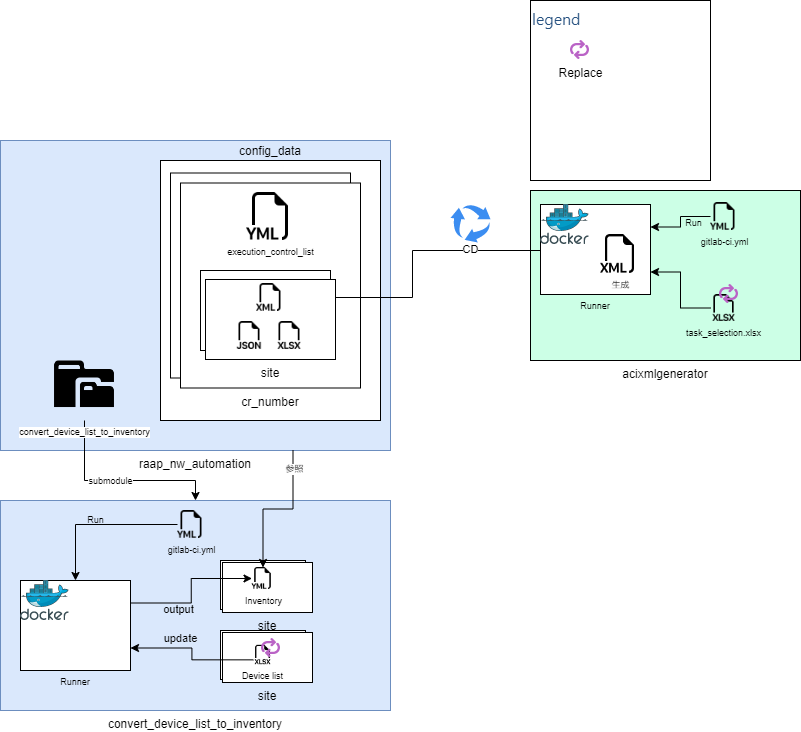 legend
Replace
config_data
YML
execution_control_list
XML
JSON
XLSX
site
cr_number
convert_device_list_to_inventory
raap_nw_automation
CD
docker
XML
生成
Runner
Run
YML
gitlab-ci.yml
XLSX
task_selection.xlsx
acixmlgenerator
submodule
参照
Run
YML
gitlab-ci.yml
docker
Runner
output
YML
Inventory
site
update
XLSX
Device list
site
convert_device_list_to_inventory